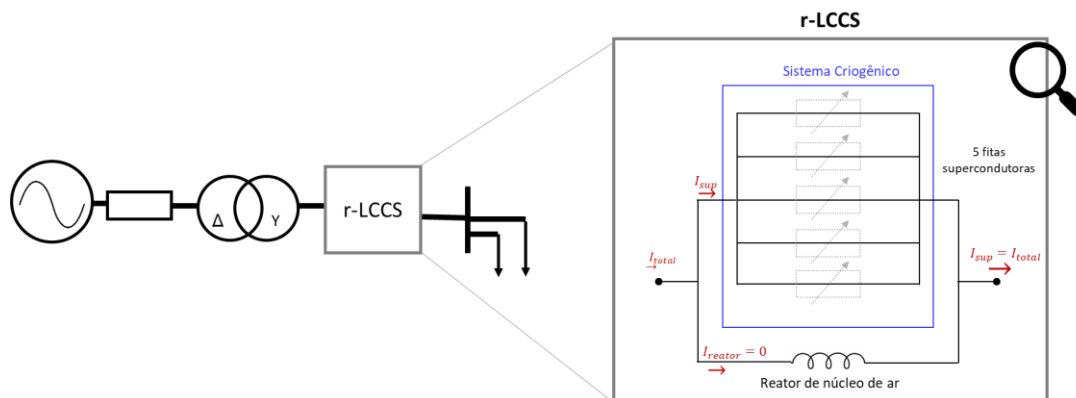 r-LCCS
Sistema Criogênico
5 fitas
supercondutoras
I_sup
Δ
Y
r-LCCS
I_total
I_sup = I_total
I_reator = 0
Reator de núcleo de ar